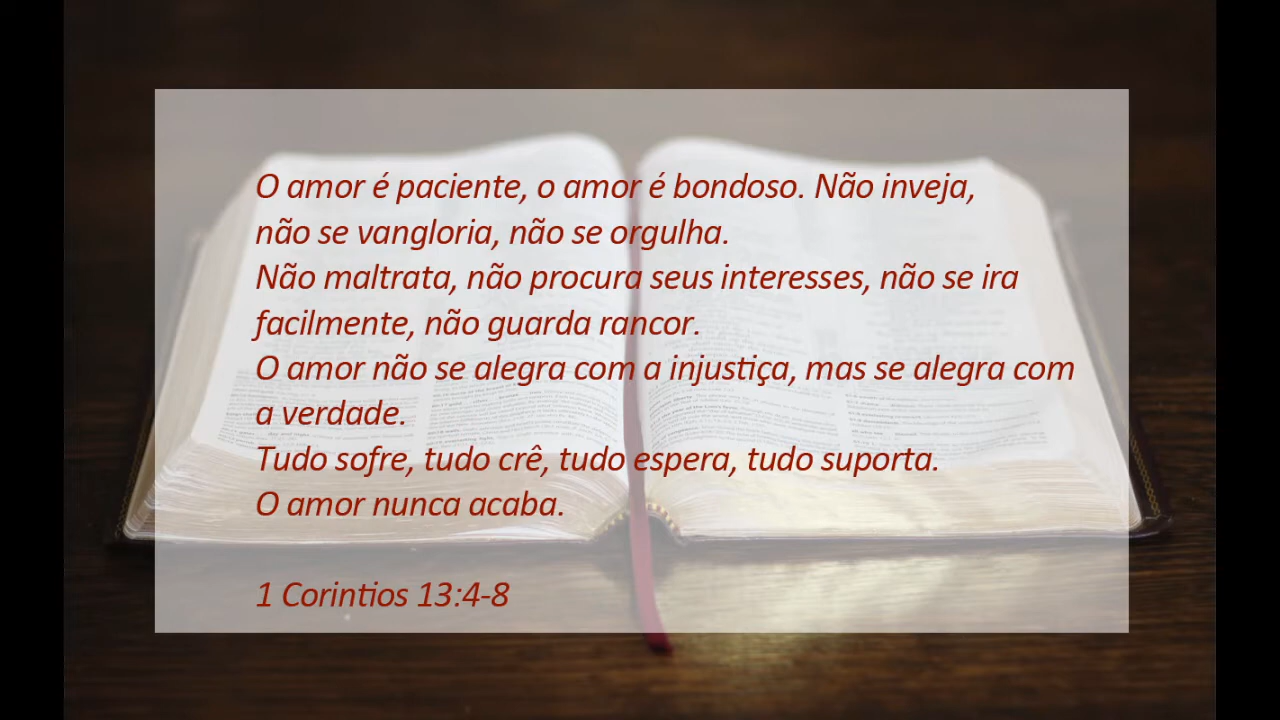 O amor é paciente, o amor é bondoso. Não inveja,
não se vangloria, não se orgulha.
Não maltrata, não procura seus interesses, não se ira
facilmente, não guarda rancor.
O amor não se alegra com a injustiça, mas se alegra com
a verdade.
Tudo sofre, tudo crê, tudo espera, tudo suporta.
O amor nunca acaba.
1 Corintios 13:4-8